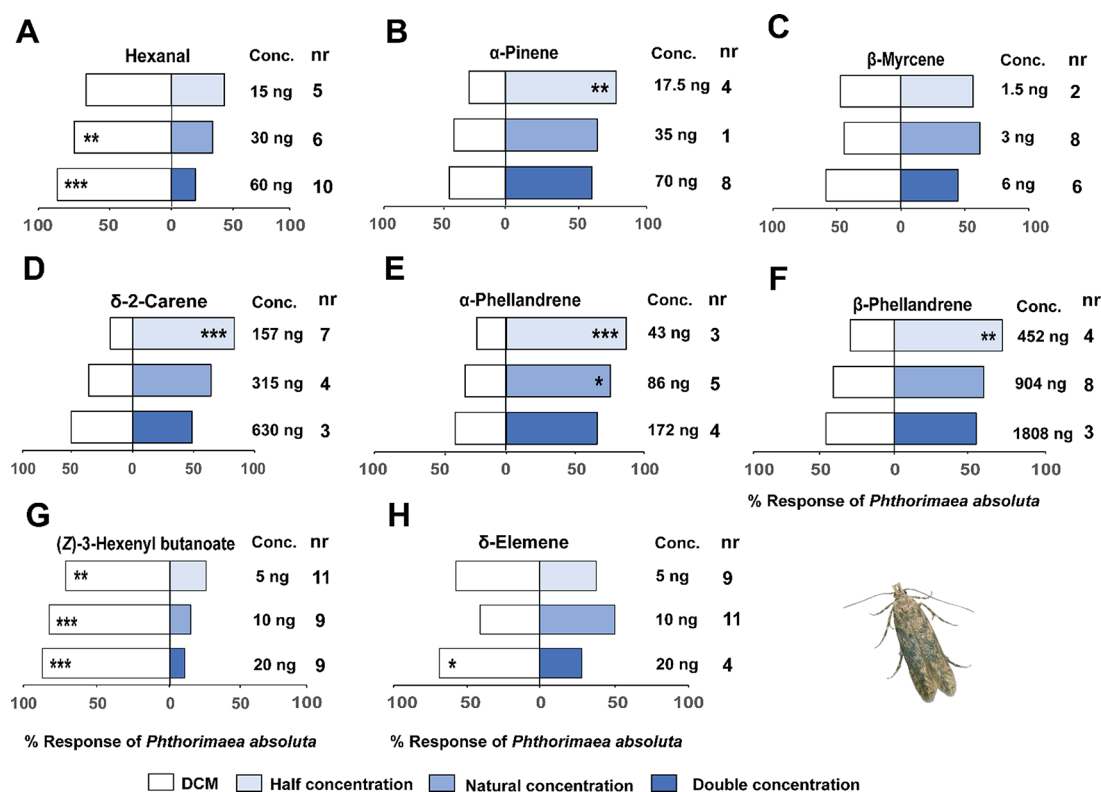 A
Hexanal Conc. nr
15 ng 5
** 30 ng 6
*** 60 ng 10
100 50 0 50 100
B
α-Pinene Conc. nr
** 17.5 ng 4
35 ng 1
70 ng 8
100 50 0 50 100
C
β-Myrcene Conc. nr
1.5 ng 2
3 ng 8
6 ng 6
100 50 0 50 100
D
δ-2-Carene Conc. nr
*** 157 ng 7
315 ng 4
630 ng 3
100 50 0 50 100
E
α-Phellandrene Conc. nr
*** 43 ng 3
* 86 ng 5
172 ng 4
100 50 0 50 100
F
β-Phellandrene Conc. nr
** 452 ng 4
904 ng 8
1808 ng 3
100 50 0 50 100
% Response of Phthorimaea absoluta
G
(Z)-3-Hexenyl butanoate Conc. nr
** 5 ng 11
*** 10 ng 9
*** 20 ng 9
100 50 0 50 100
% Response of Phthorimaea absoluta
H
δ-Elemene Conc. nr
5 ng 9
10 ng 11
* 20 ng 4
100 50 0 50 100
% Response of Phthorimaea absoluta
DCM Half concentration Natural concentration Double concentration